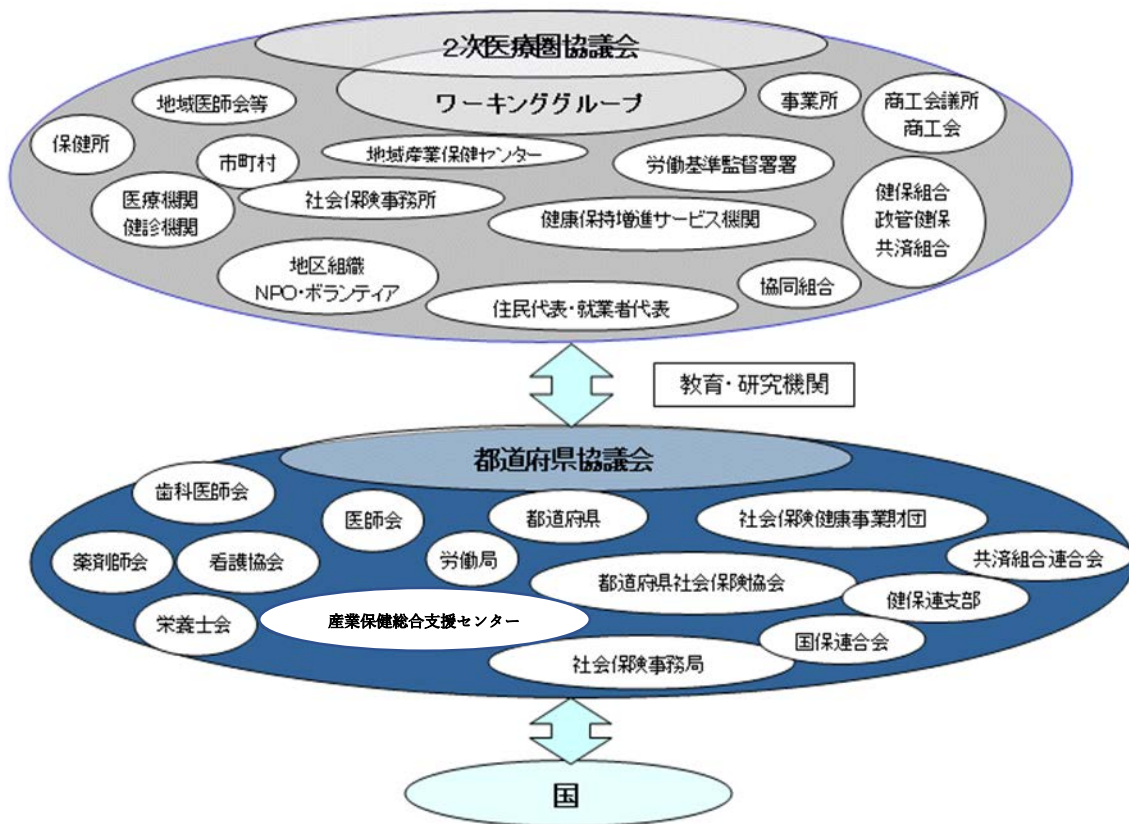 2次医療圏協議会
ワーキンググループ
地域医師会等
事業所
商工会議所
商工会
保健所
市町村
地域産業保健センター
労働基準監督署署
医療機関
健診機関
社会保険事務所
健康保持増進サービス機関
健保組合
政管健保
共済組合
地区組織
NPO・ボランティア
住民代表・就業者代表
協同組合
教育・研究機関
都道府県協議会
歯科医師会
医師会
都道府県
社会保険健康事業財団
薬剤師会
看護協会
労働局
都道府県社会保険協会
共済組合連合会
健保連支部
栄養士会
産業保健総合支援センター
国保連合会
社会保険事務局
国